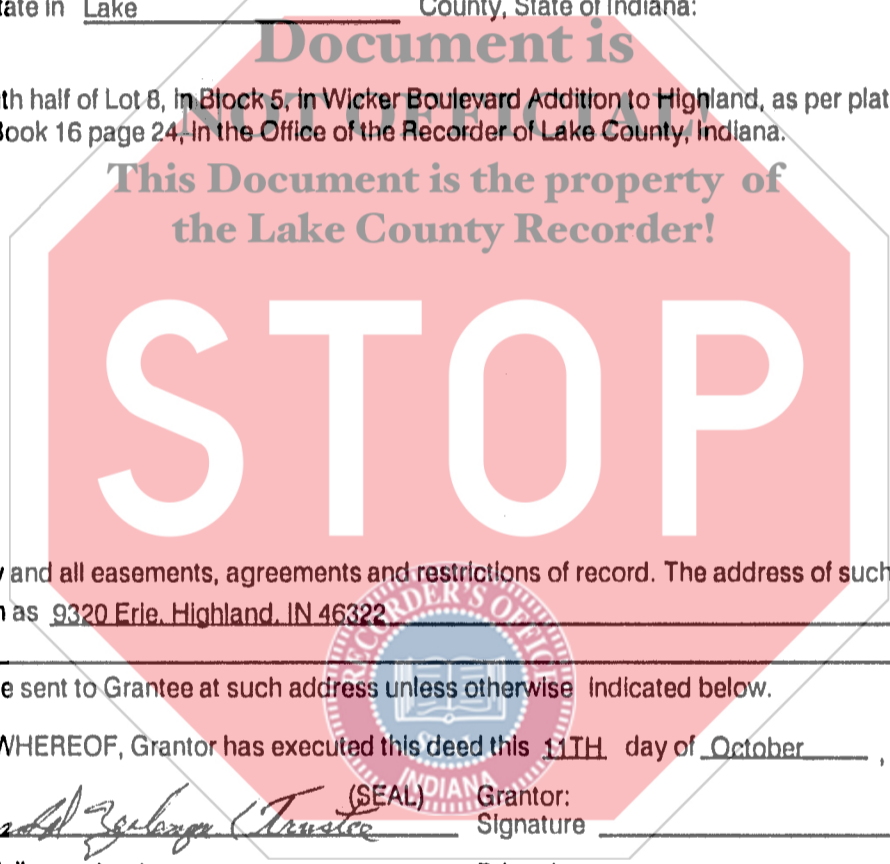 ate in Lake County, State of Indiana:
Document is
th half of Lot 8, in Block 5, in Wicker Boulevard Addition to Highland, as per plat
NOT OFFICIAL!
Book 16 page 24, in the Office of the Recorder of Lake County, Indiana.
This Document is the property of
the Lake County Recorder!
STOP
y and all easements, agreements and restrictions of record. The address of such
n as 9320 Erie, Highland, IN 46322
RECORDER'S OFFICE
SEAL
INDIANA
e sent to Grantee at such address unless otherwise indicated below.
WHEREOF, Grantor has executed this deed this 11TH day of October ,
(SEAL) Grantor:
Trustee Signature